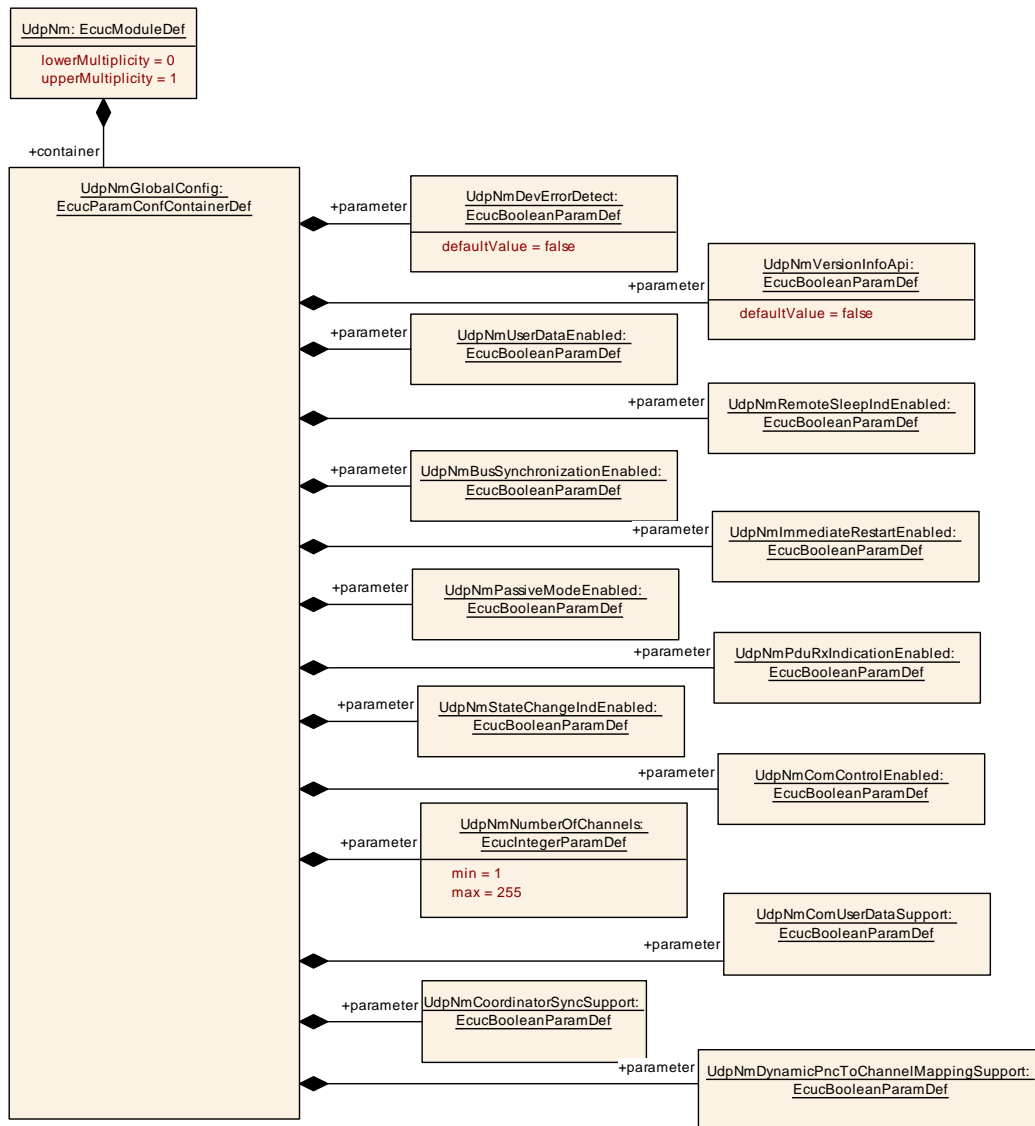 UdpNm: EcucModuleDef
lowerMultiplicity = 0
upperMultiplicity = 1
+container
UdpNmGlobalConfig:
EcucParamConfContainerDef
+parameter
UdpNmDevErrorDetect:
EcucBooleanParamDef
defaultValue = false
+parameter
UdpNmVersionInfoApi:
EcucBooleanParamDef
defaultValue = false
+parameter
UdpNmUserDataEnabled:
EcucBooleanParamDef
+parameter
UdpNmRemoteSleepIndEnabled:
EcucBooleanParamDef
+parameter
UdpNmBusSynchronizationEnabled:
EcucBooleanParamDef
+parameter
UdpNmImmediateRestartEnabled:
EcucBooleanParamDef
+parameter
UdpNmPassiveModeEnabled:
EcucBooleanParamDef
+parameter
UdpNmPduRxIndicationEnabled:
EcucBooleanParamDef
+parameter
UdpNmStateChangeIndEnabled:
EcucBooleanParamDef
+parameter
UdpNmComControlEnabled:
EcucBooleanParamDef
+parameter
UdpNmNumberOfChannels:
EcucIntegerParamDef
min = 1
max = 255
+parameter
UdpNmComUserDataSupport:
EcucBooleanParamDef
+parameter
UdpNmCoordinatorSyncSupport:
EcucBooleanParamDef
+parameter
UdpNmDynamicPncToChannelMappingSupport:
EcucBooleanParamDef